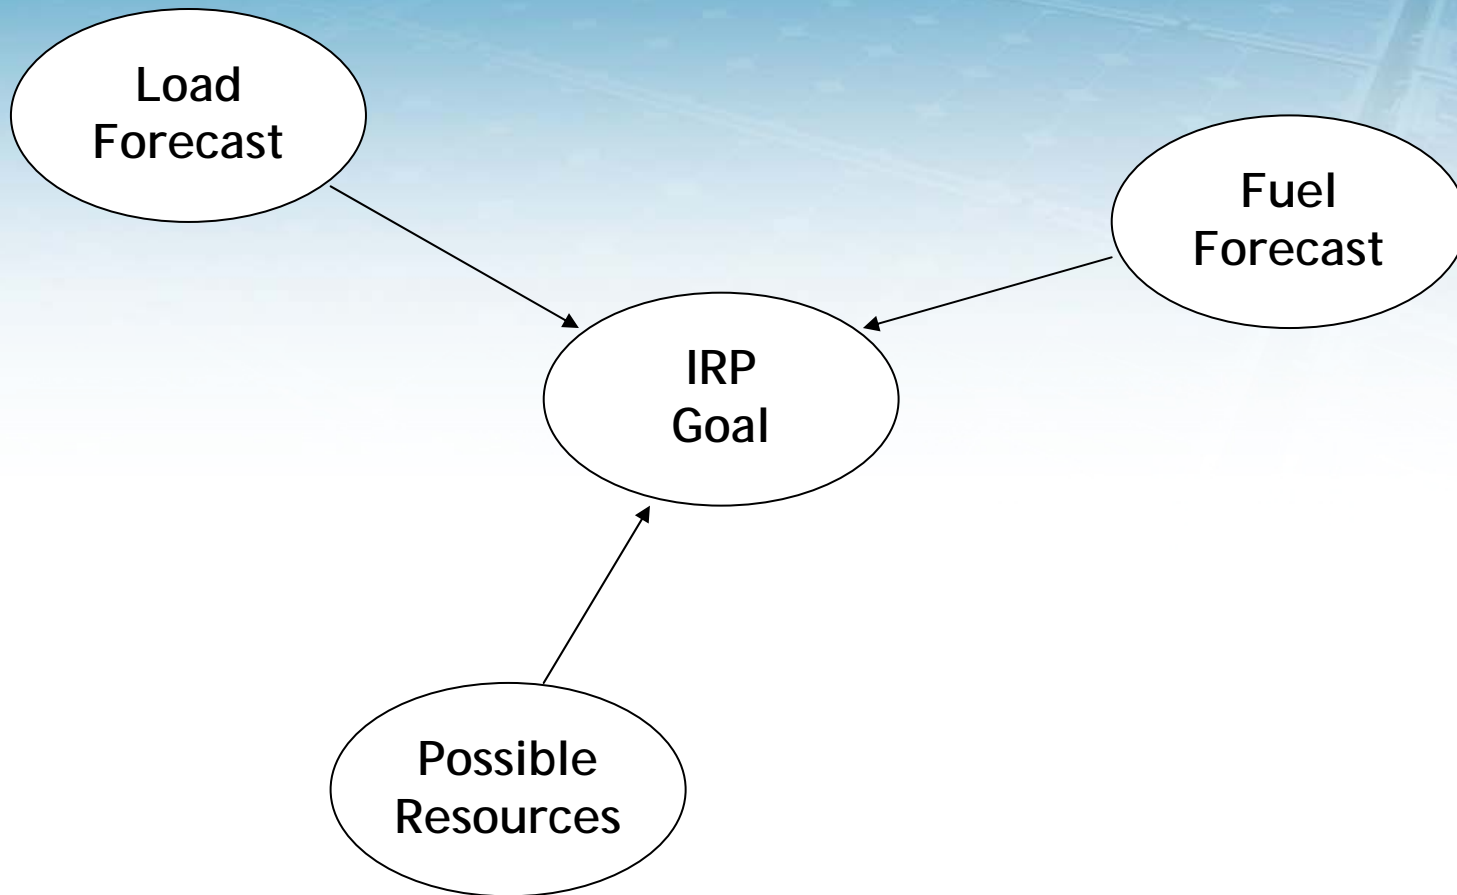 Load
Forecast
Fuel
Forecast
IRP
Goal
Possible
Resources